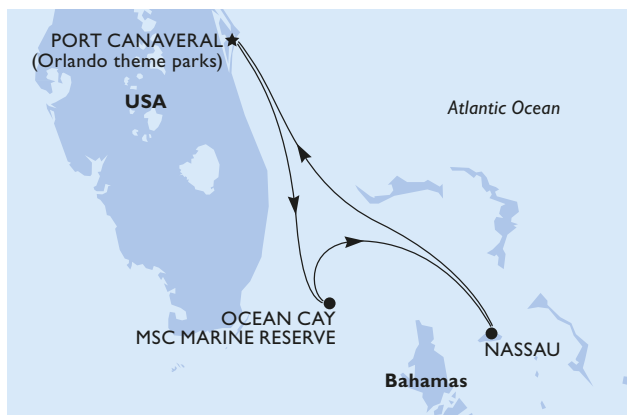 PORT CANAVERAL
(Orlando theme parks)
USA
Atlantic Ocean
OCEAN CAY
MSC MARINE RESERVE
NASSAU
Bahamas